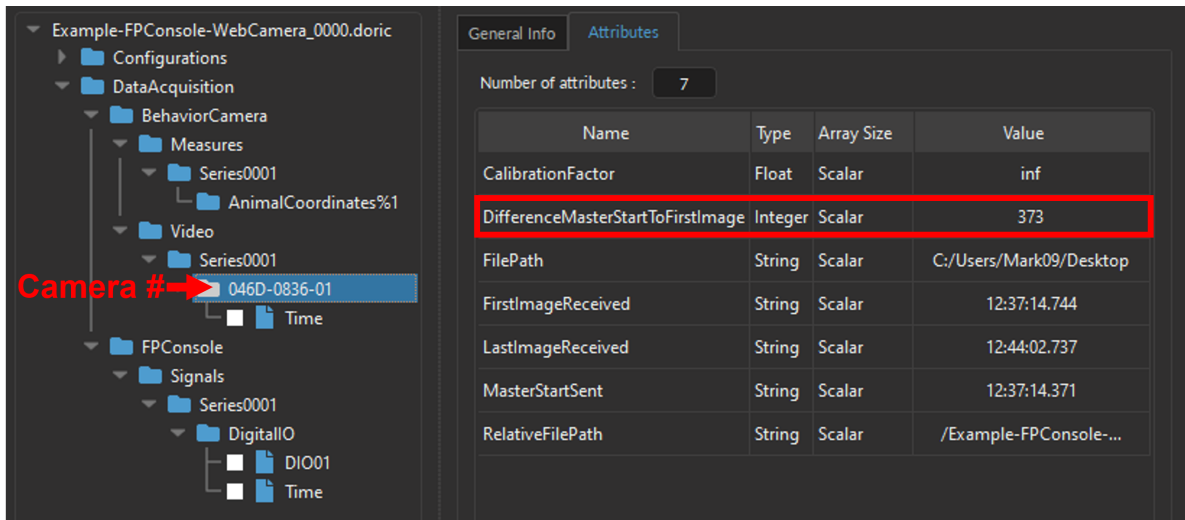 Example-FPConsole-WebCamera_0000.doric
Configurations
DataAcquisition
BehaviorCamera
Measures
Series0001
AnimalCoordinates%1
Video
Series0001
Camera # 046D-0836-01
Time
FPConsole
Signals
Series0001
DigitalIO
DIO01
Time
General Info Attributes
Number of attributes : 7
Name Type Array Size Value
CalibrationFactor Float Scalar inf
DifferenceMasterStartToFirstImage Integer Scalar 373
FilePath String Scalar C:/Users/Mark09/Desktop
FirstImageReceived String Scalar 12:37:14.744
LastImageReceived String Scalar 12:44:02.737
MasterStartSent String Scalar 12:37:14.371
RelativeFilePath String Scalar /Example-FPConsole-...